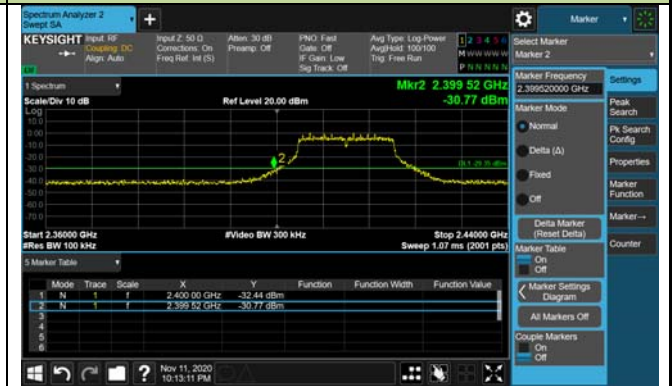 Spectrum Analyzer 2
Swept SA
Marker
KEYSIGHT
Input: RF
Coupling: DC
Align: Auto
Input Z: 50 Ω
Corrections: On
Freq Ref: Int (S)
Atten: 30 dB
Preamp: Off
PNO: Fast
Gate: Off
IF Gain: Low
Sig Track: Off
Avg Type: Log-Power
Avg|Hold: 100/100
Trig: Free Run
1 2 3 4 5 6
M W W W W W
P N N N N N
1 Spectrum
Scale/Div 10 dB
Ref Level 20.00 dBm
Mkr2 2.399 52 GHz
-30.77 dBm
Log
10.0
0.00
-10.0
-20.0
-30.0
-40.0
-50.0
-60.0
-70.0
2
Start 2.36000 GHz
#Res BW 100 kHz
#Video BW 300 kHz
Stop 2.44000 GHz
Sweep 1.07 ms (2001 pts)
5 Marker Table
Mode Trace Scale X Y Function Function Width Function Value
1 N 1 f 2.400 00 GHz -32.44 dBm
2 N 1 f 2.399 52 GHz -30.77 dBm
3
4
5
6
Nov 11, 2020
10:13:11 PM
Select Marker
Marker 2
Marker Frequency
2.399520000 GHz
Marker Mode
Normal
Delta (Δ)
Fixed
Off
Delta Marker
(Reset Delta)
Marker Table
On
Off
Marker Settings
Diagram
All Markers Off
Couple Markers
On
Off
Settings
Peak
Search
Pk Search
Config
Properties
Marker
Function
Marker→
Counter